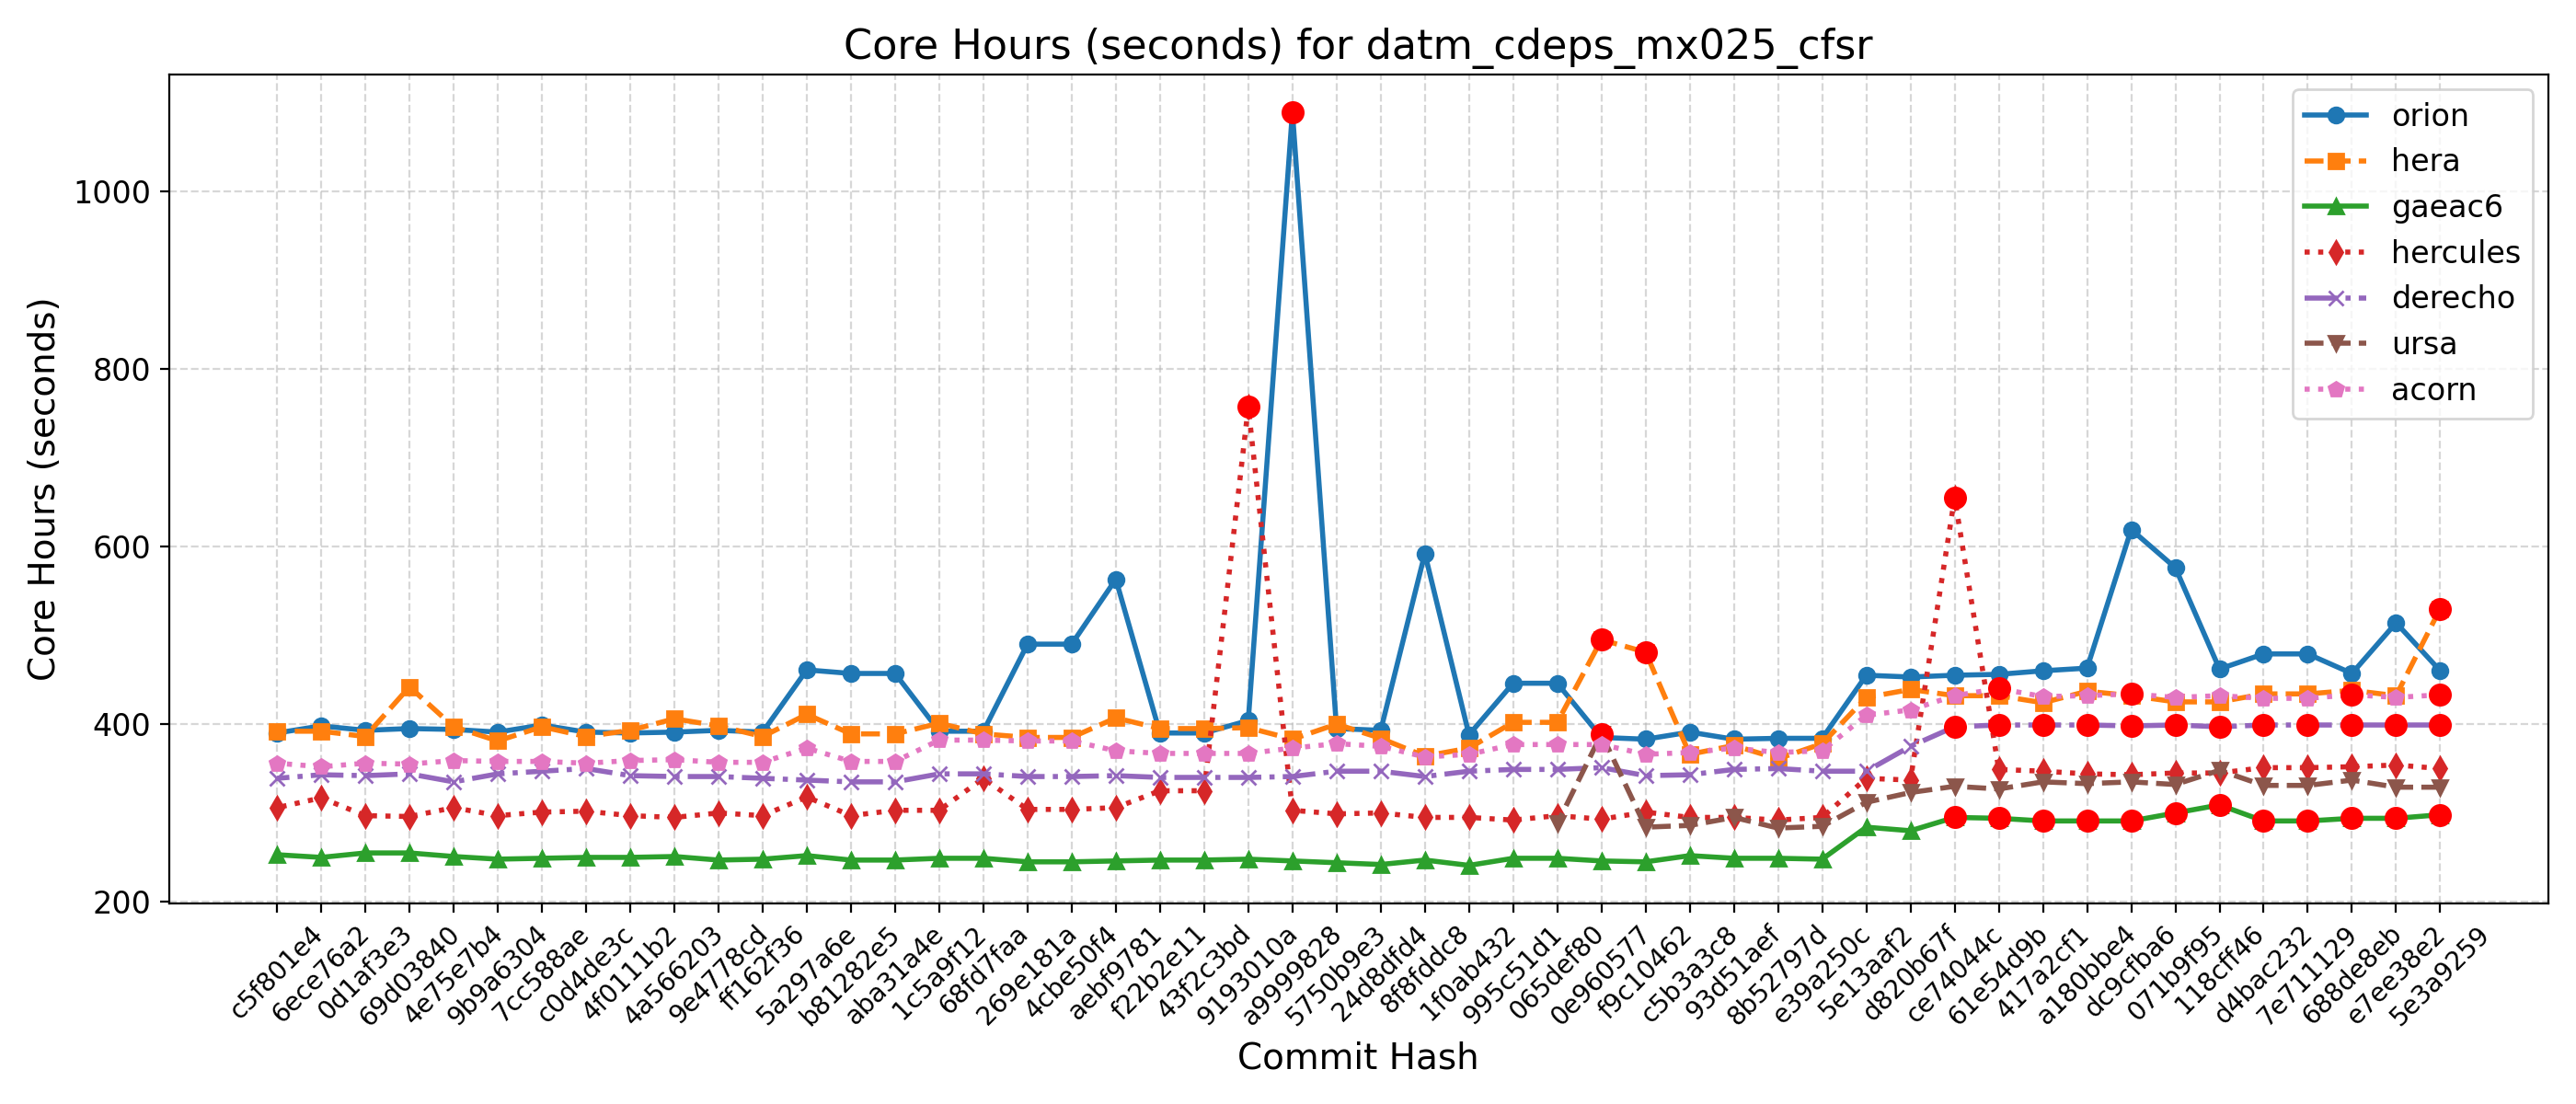 Core Hours (seconds) for datm_cdeps_mx025_cfsr
Core Hours (seconds)
1000
800
600
400
200
orion
hera
gaeac6
hercules
derecho
ursa
acorn
c5f801e4
6ece76a2
0d1af3e3
69d03840
4e75e7b4
9b9a6304
7cc588ae
c0d4de3c
4f0111b2
4a566203
9e4778cd
ff162f36
5a297a6e
b81282e5
aba31a4e
1c5a9f12
68fd7faa
269e181a
4cbe50f4
aebf9781
f22b2e11
43f2c3bd
9193010a
a9999828
5750b9e3
24d8dfd4
8f8fddc8
1f0ab432
995c51d1
065def80
0e960577
f9c10462
c5b3a3c8
93d51aef
8b52797d
e39a250c
5e13aaf2
d820b67f
ce74044c
61e54d9b
417a2cf1
a180bbe4
dc9cfba6
071b9f95
118cff46
d4bac232
7e711129
688de8eb
e7ee38e2
5e3a9259
Commit Hash